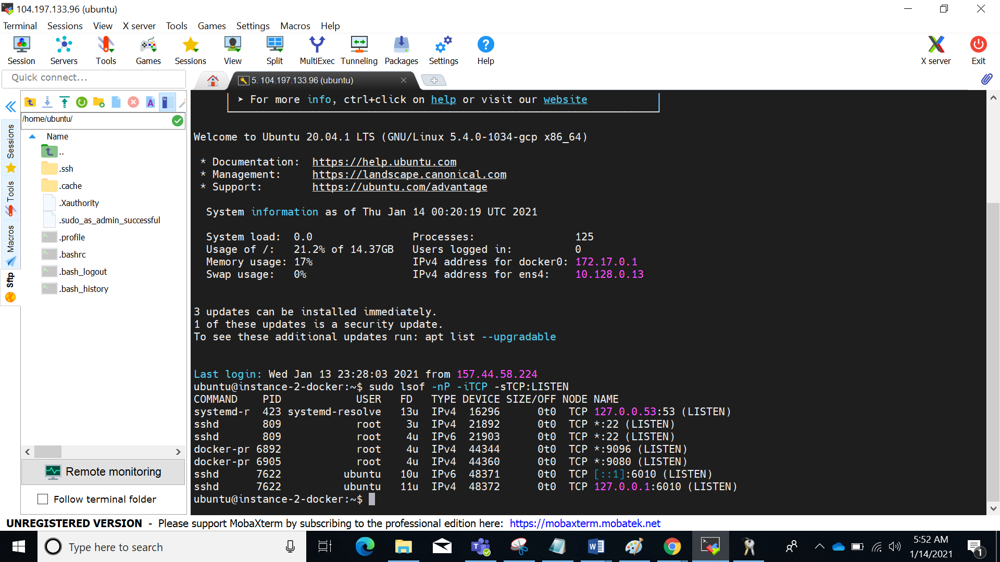 104.197.133.96 (ubuntu)
Terminal Sessions View X server Tools Games Settings Macros Help
Session Servers Tools Games Sessions View Split MultiExec Tunneling Packages Settings Help X server Exit
Quick connect...
5. 104.197.133.96 (ubuntu)
/home/ubuntu/
Name
..
.ssh
.cache
.Xauthority
.sudo_as_admin_successful
.profile
.bashrc
.bash_logout
.bash_history
Sessions
Tools
Macros
Sftp
Remote monitoring
Follow terminal folder
➤ For more info, ctrl+click on help or visit our website
Welcome to Ubuntu 20.04.1 LTS (GNU/Linux 5.4.0-1034-gcp x86_64)
* Documentation: https://help.ubuntu.com
* Management: https://landscape.canonical.com
* Support: https://ubuntu.com/advantage
System information as of Thu Jan 14 00:20:19 UTC 2021
System load: 0.0 Processes: 125
Usage of /: 21.2% of 14.37GB Users logged in: 0
Memory usage: 17% IPv4 address for docker0: 172.17.0.1
Swap usage: 0% IPv4 address for ens4: 10.128.0.13
3 updates can be installed immediately.
1 of these updates is a security update.
To see these additional updates run: apt list --upgradable
Last login: Wed Jan 13 23:28:03 2021 from 157.44.58.224
ubuntu@instance-2-docker:~$ sudo lsof -nP -iTCP -sTCP:LISTEN
COMMAND PID USER FD TYPE DEVICE SIZE/OFF NODE NAME
systemd-r 423 systemd-resolve 13u IPv4 16296 0t0 TCP 127.0.0.53:53 (LISTEN)
sshd 809 root 3u IPv4 21892 0t0 TCP *:22 (LISTEN)
sshd 809 root 4u IPv6 21903 0t0 TCP *:22 (LISTEN)
docker-pr 6892 root 4u IPv4 44344 0t0 TCP *:9096 (LISTEN)
docker-pr 6905 root 4u IPv4 44360 0t0 TCP *:9080 (LISTEN)
sshd 7622 ubuntu 10u IPv6 48371 0t0 TCP [::1]:6010 (LISTEN)
sshd 7622 ubuntu 11u IPv4 48372 0t0 TCP 127.0.0.1:6010 (LISTEN)
ubuntu@instance-2-docker:~$
UNREGISTERED VERSION - Please support MobaXterm by subscribing to the professional edition here: https://mobaxterm.mobatek.net
Type here to search
5:52 AM
1/14/2021
1